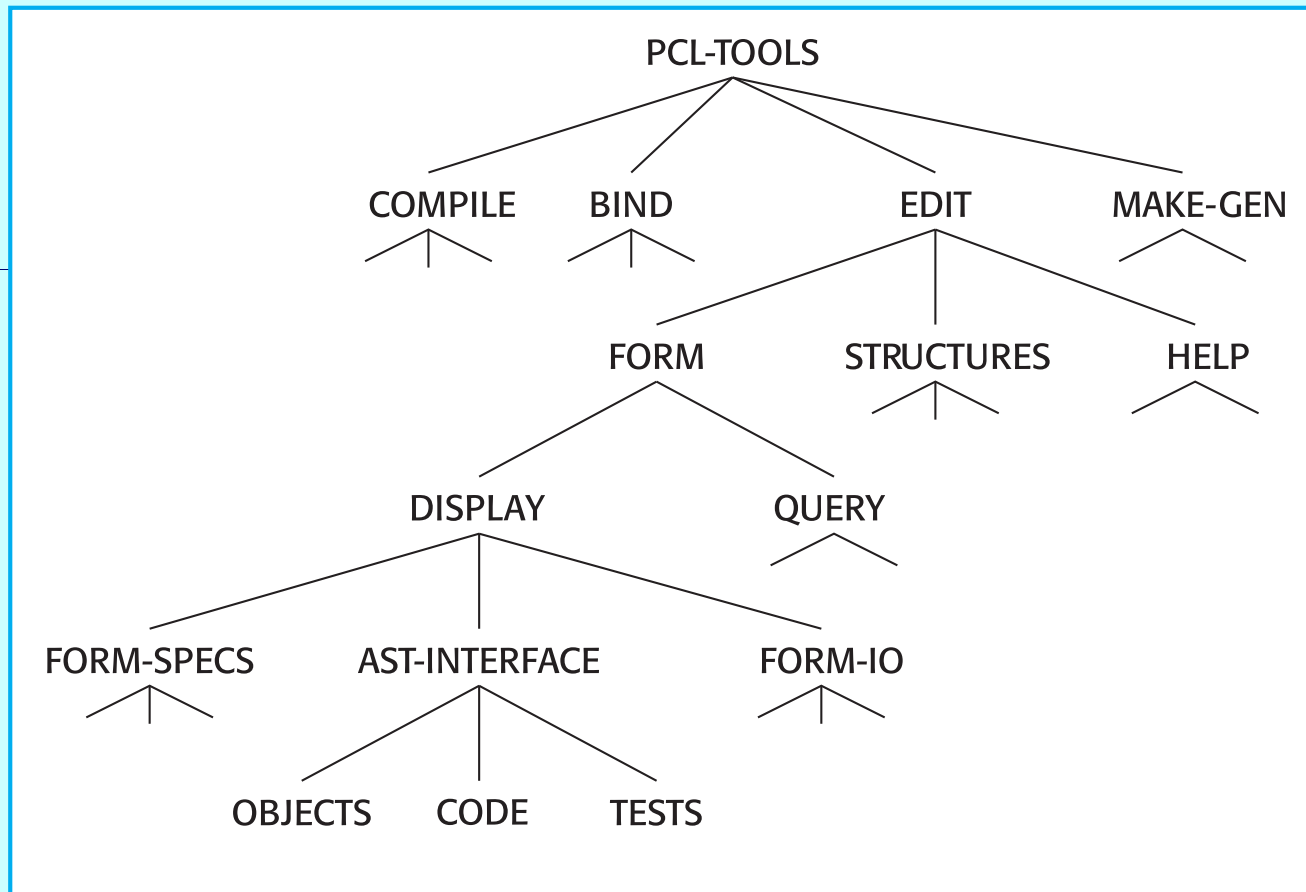 PCL-TOOLS
COMPILE BIND EDIT MAKE-GEN
FORM STRUCTURES HELP
DISPLAY QUERY
FORM-SPECS AST-INTERFACE FORM-IO
OBJECTS CODE TESTS